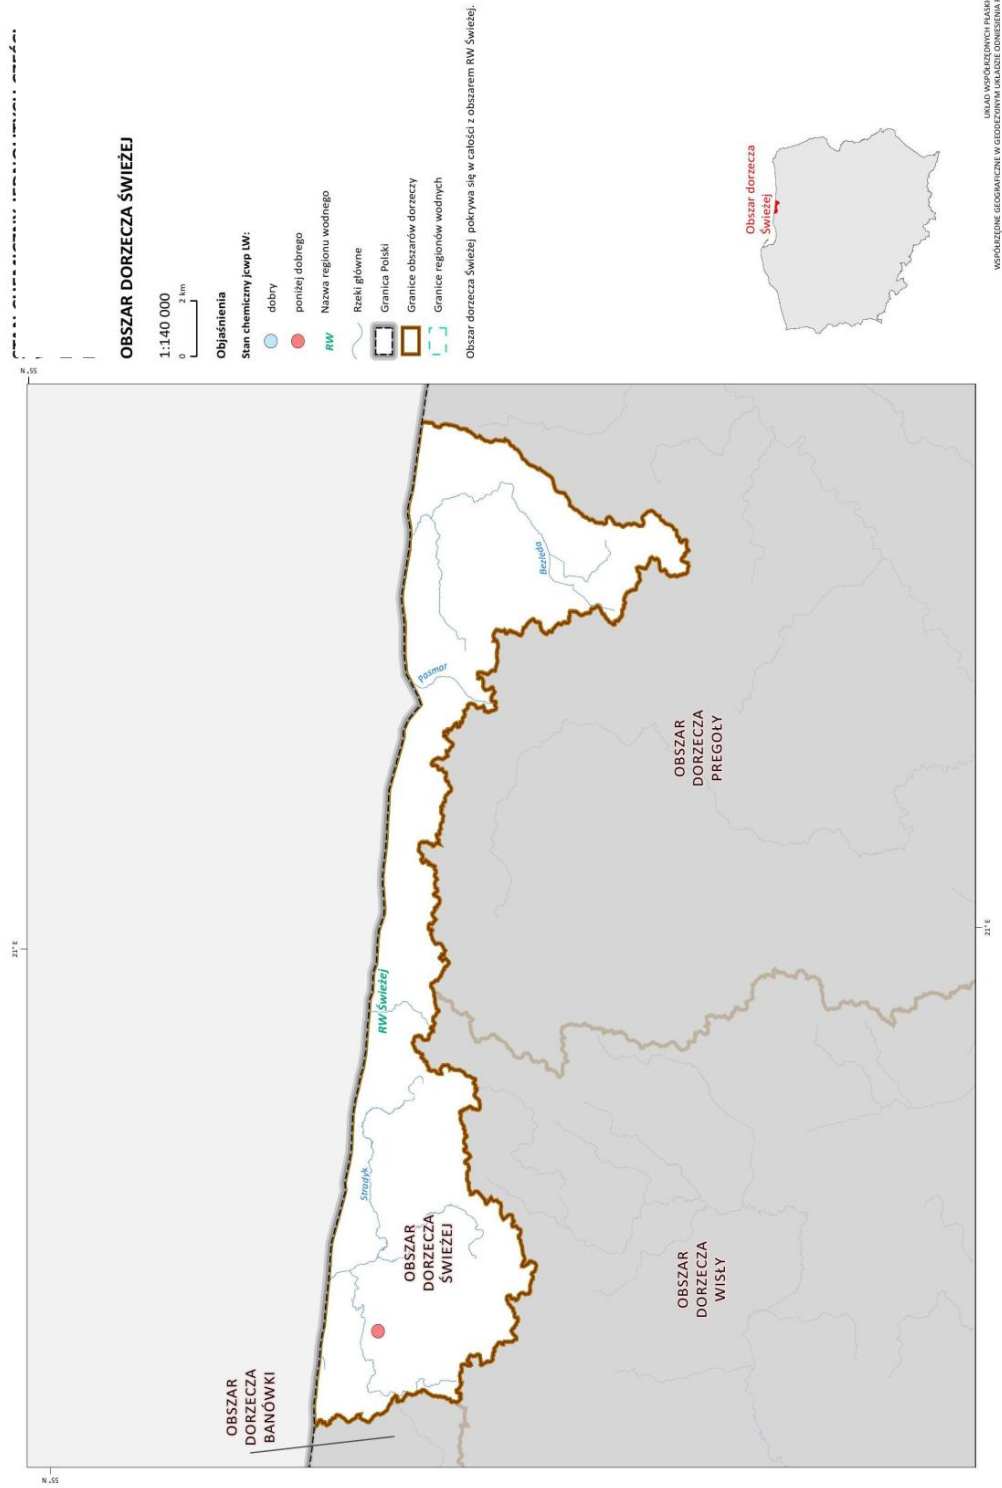 OBSZAR DORZECZA ŚWIEŻEJ
1:140 000
0 2 km
Objaśnienia
Stan chemiczny jcwp LW:
dobry
poniżej dobrego
RW Nazwa regionu wodnego
Rzeki główne
Granica Polski
Granice obszarów dorzeczy
Granice regionów wodnych
Obszar dorzecza Świeżej pokrywa się w całości z obszarem RW Świeżej.
Obszar dorzecza
Świeżej
UKŁAD WSPÓŁRZĘDNYCH PŁASKI
WSPÓŁRZĘDNE GEOGRAFICZNE W GEODEZYJNYM UKŁADZIE ODNIESIENIA
21° E
N .55
N .55
21° E
OBSZAR
DORZECZA
BANÓWKI
OBSZAR
DORZECZA
ŚWIEŻEJ
Stradyk
RW Świeżej
Pasmar
Bezleda
OBSZAR
DORZECZA
WISŁY
OBSZAR
DORZECZA
PREGOŁY